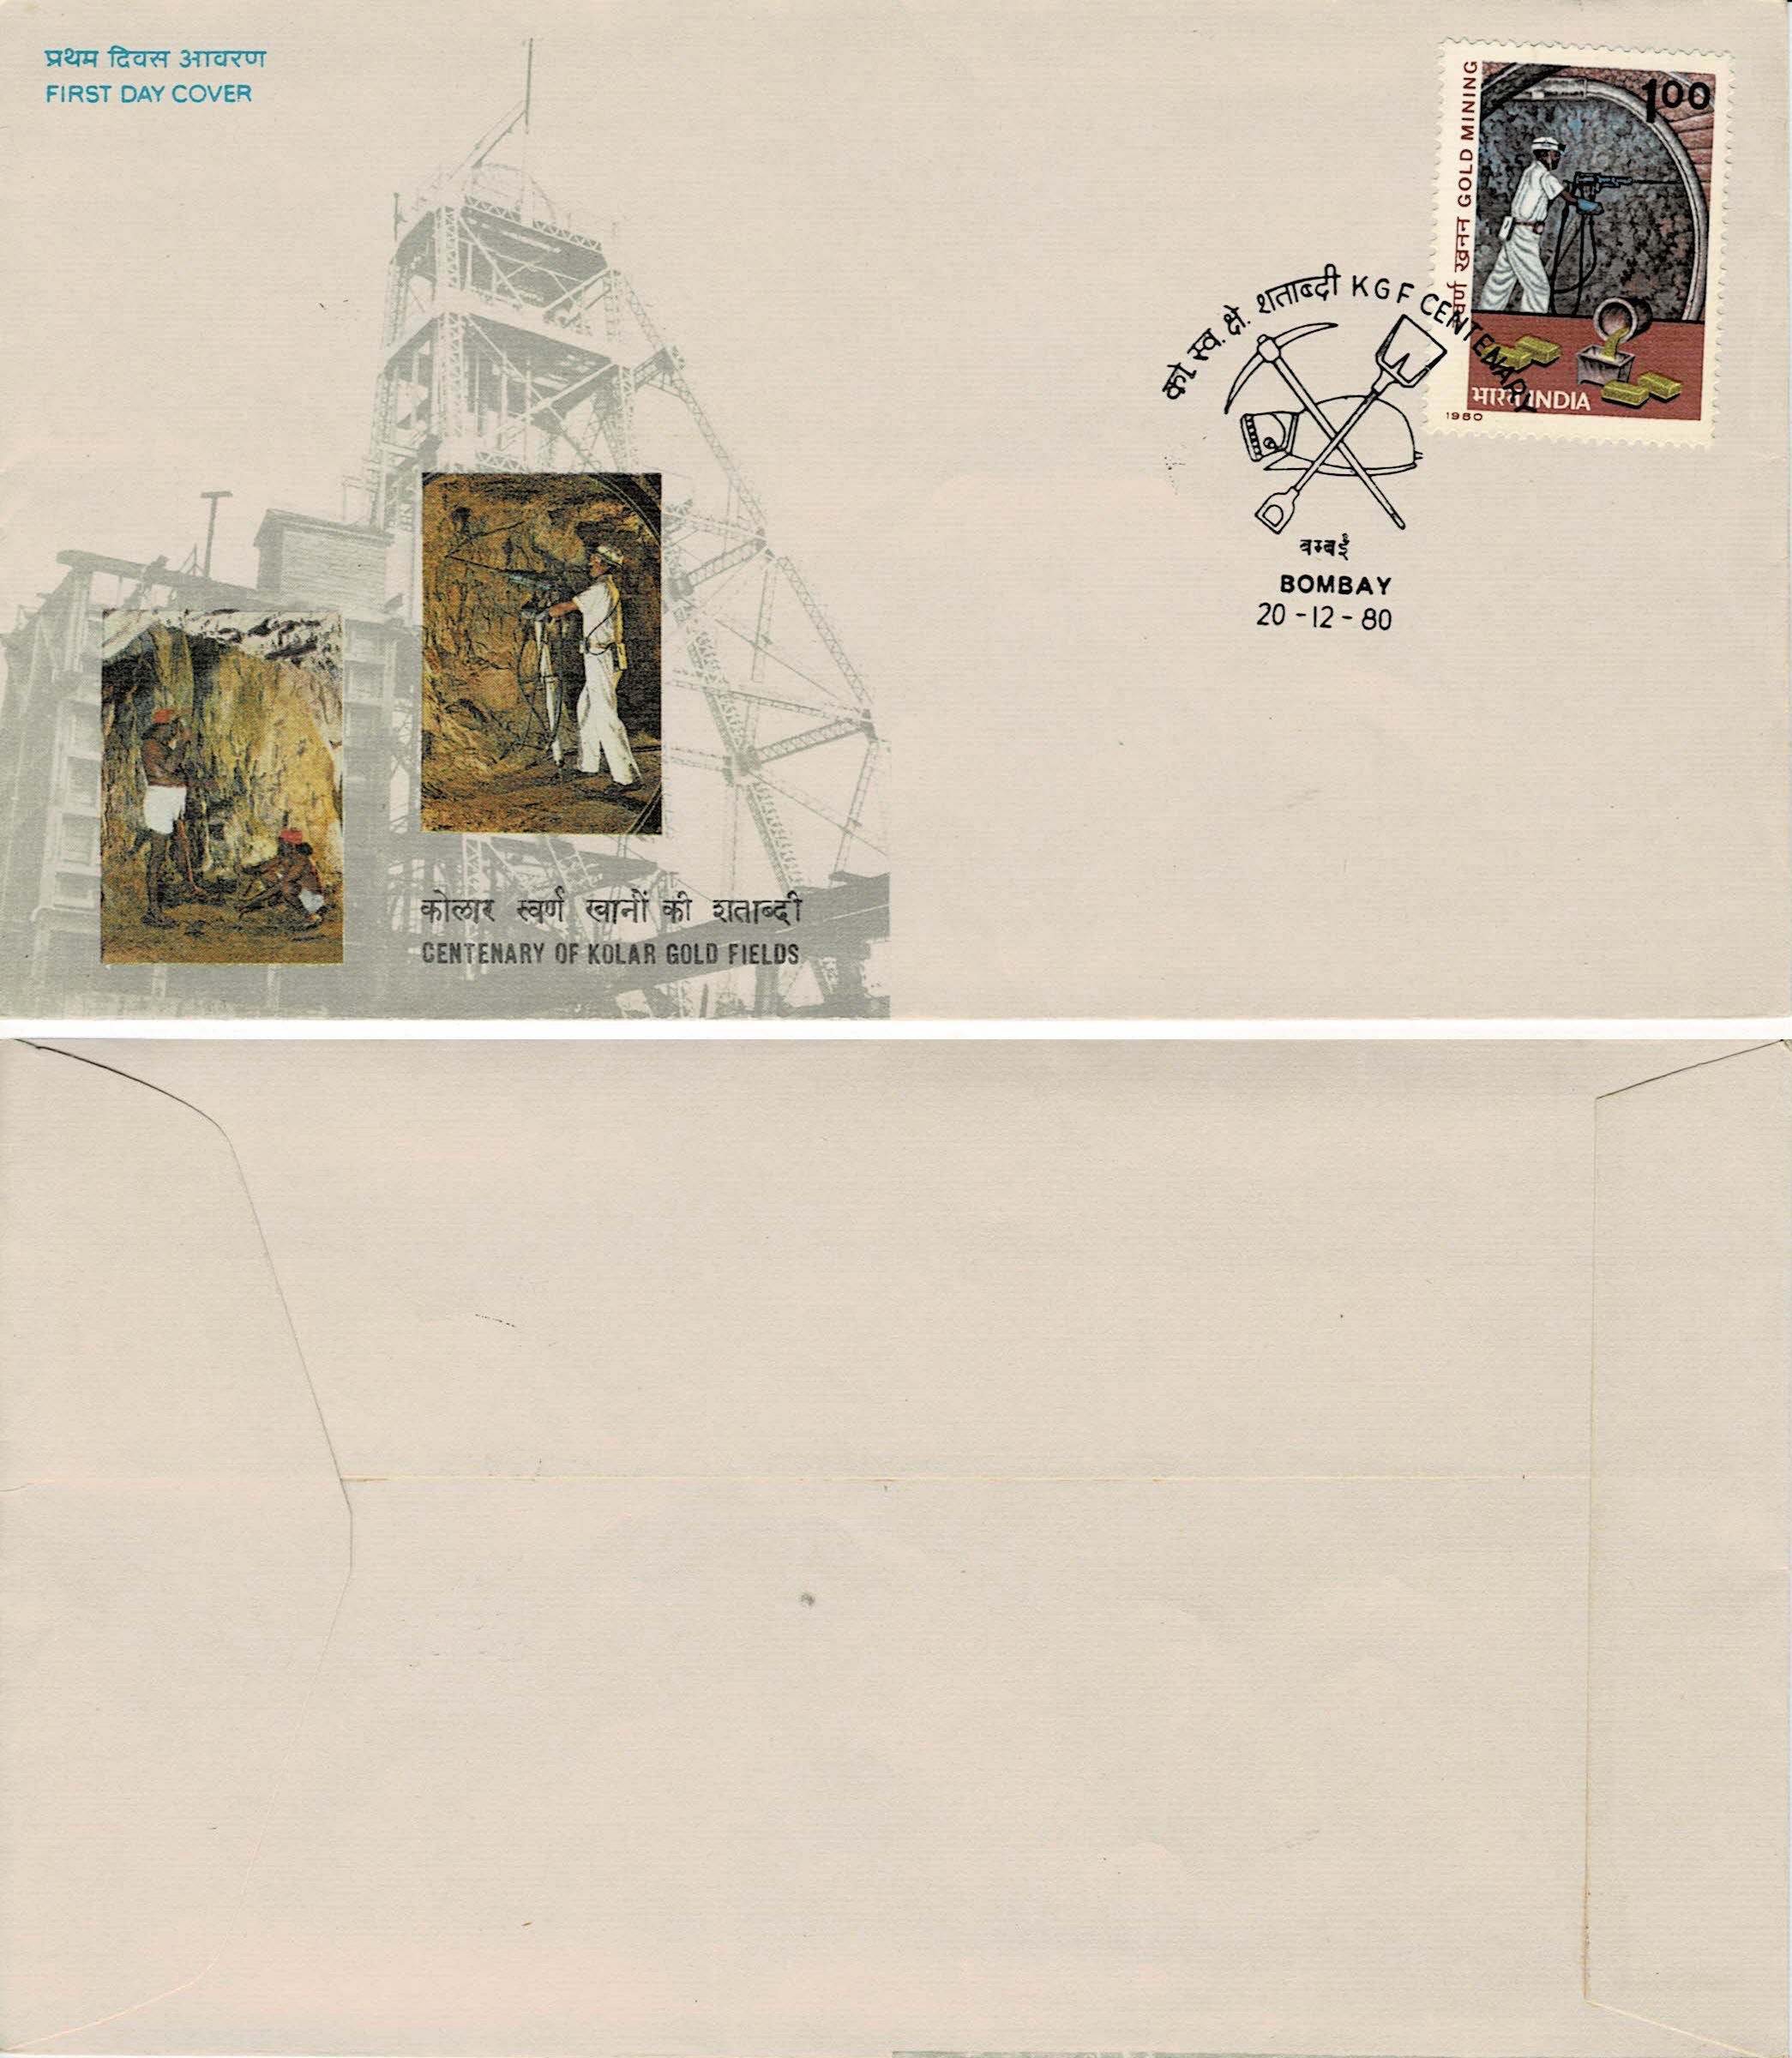 प्रथम दिवस आवरण
FIRST DAY COVER
1.00
स्वर्ण खनन GOLD MINING
भारत INDIA
1980
को. स्व. क्षे. शताब्दी KGF CENTENARY
बम्बई
BOMBAY
20-12-80
कोलार स्वर्ण खानों की शताब्दी
CENTENARY OF KOLAR GOLD FIELDS